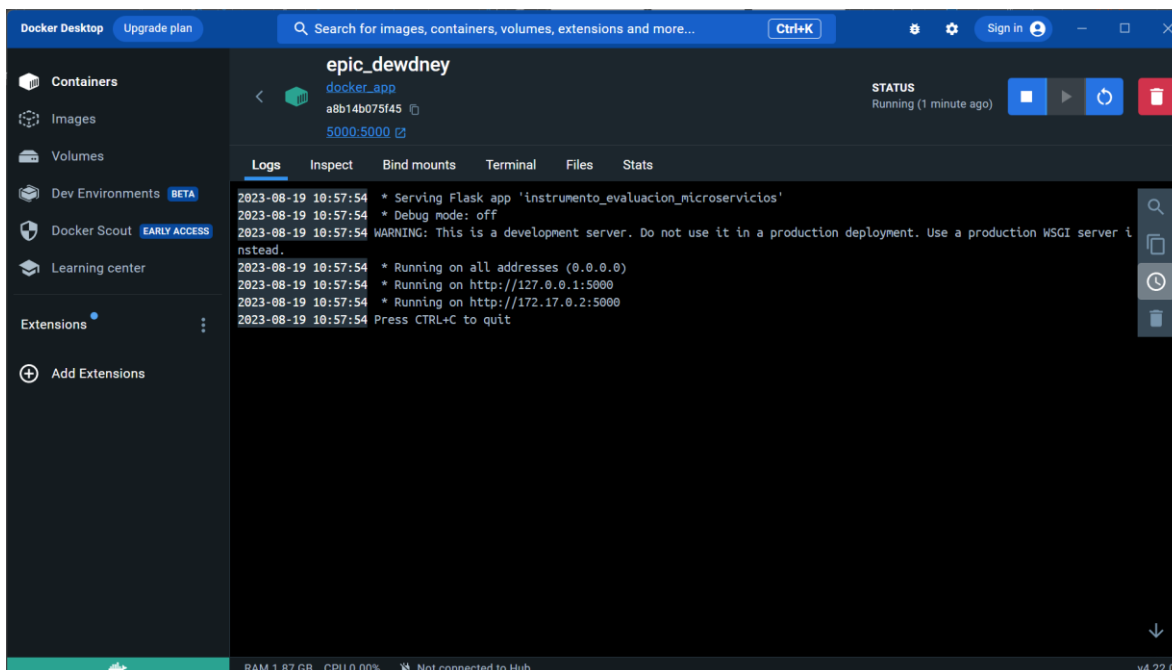 Docker Desktop Upgrade plan Search for images, containers, volumes, extensions and more... Ctrl+K Sign in
Containers
Images
Volumes
Dev Environments BETA
Docker Scout EARLY ACCESS
Learning center
Extensions
Add Extensions
epic_dewdney
docker_app
a8b14b075f45
5000:5000
STATUS
Running (1 minute ago)
Logs Inspect Bind mounts Terminal Files Stats
2023-08-19 10:57:54 * Serving Flask app 'instrumento_evaluacion_microservicios'
2023-08-19 10:57:54 * Debug mode: off
2023-08-19 10:57:54 WARNING: This is a development server. Do not use it in a production deployment. Use a production WSGI server i
nstead.
2023-08-19 10:57:54 * Running on all addresses (0.0.0.0)
2023-08-19 10:57:54 * Running on http://127.0.0.1:5000
2023-08-19 10:57:54 * Running on http://172.17.0.2:5000
2023-08-19 10:57:54 Press CTRL+C to quit
RAM 1.87 GB CPU 0.00% Not connected to Hub